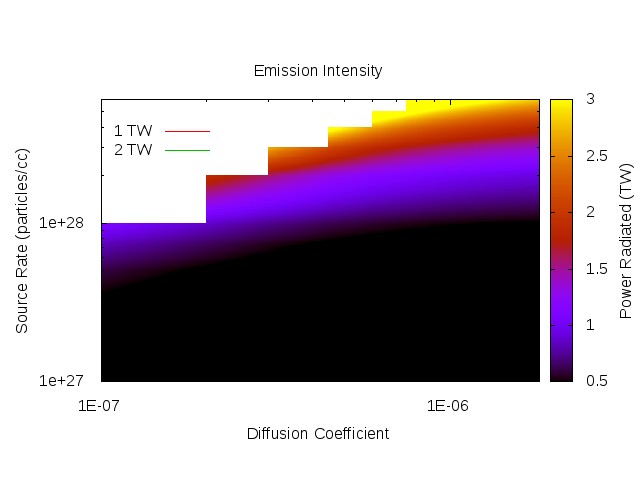 Emission Intensity
1 TW
2 TW
Source Rate (particles/cc)
1e+28
1e+27
1E-07
1E-06
Diffusion Coefficient
3
2.5
2
1.5
1
0.5
Power Radiated (TW)